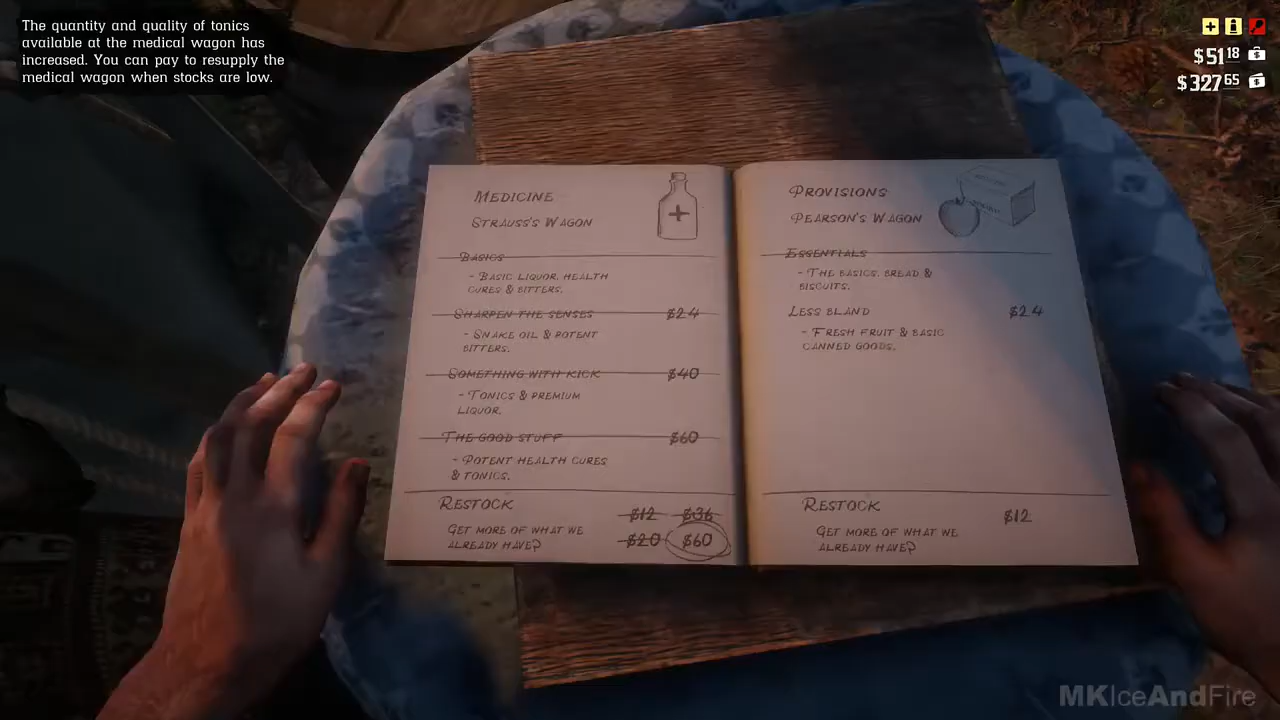 The quantity and quality of tonics
available at the medical wagon has
increased. You can pay to resupply the
medical wagon when stocks are low.
$51.18
$327.65
MEDICINE
STRAUSS'S WAGON
BASICS
- BASIC LIQUOR, HEALTH
CURES & BITTERS.
SHARPEN THE SENSES $24
- SNAKE OIL & POTENT
BITTERS.
SOMETHING WITH KICK $40
- TONICS & PREMIUM
LIQUOR.
THE GOOD STUFF $60
- POTENT HEALTH CURES
& TONICS.
RESTOCK
$12 $36
GET MORE OF WHAT WE
ALREADY HAVE?
$20 $60
PROVISIONS
PEARSON'S WAGON
ESSENTIALS
- THE BASICS. BREAD &
BISCUITS.
LESS BLAND $24
- FRESH FRUIT & BASIC
CANNED GOODS.
RESTOCK $12
GET MORE OF WHAT WE
ALREADY HAVE?
MKIceAndFire